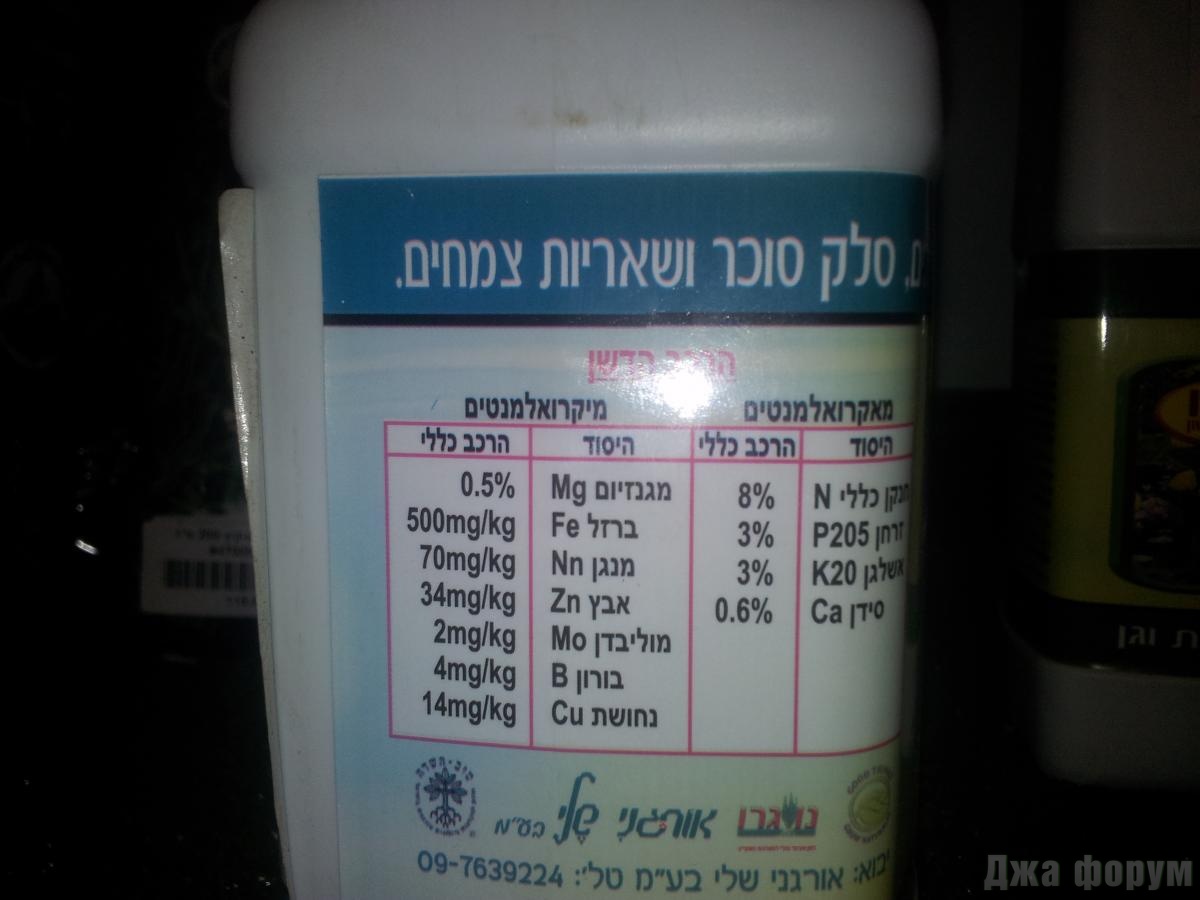 סלק סוכר ושאריות צמחים.
הרכב הדשן
מאקרואלמנטים מיקרואלמנטים
היסוד הרכב כללי היסוד הרכב כללי
חנקן כללי N 8% מגנזיום Mg 0.5%
זרחן P205 3% ברזל Fe 500mg/kg
אשלגן K20 3% מנגן Nn 70mg/kg
סידן Ca 0.6% אבץ Zn 34mg/kg
מוליבדן Mo 2mg/kg
בורון B 4mg/kg
נחושת Cu 14mg/kg
אורגני שלי בע"מ
יבוא: אורגני שלי בע"מ טל': 09-7639224
ת וגן
Джа форум